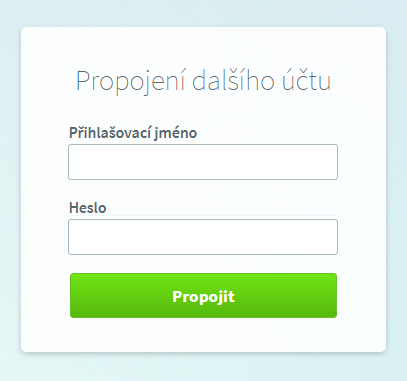 Propojení dalšího účtu
Přihlašovací jméno
Heslo
Propojit